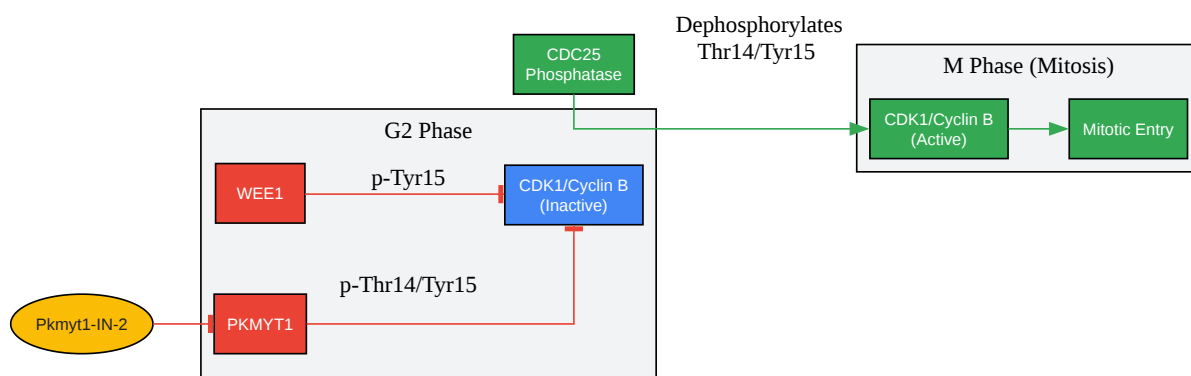 Dephosphorylates
Thr14/Tyr15
CDC25
Phosphatase
M Phase (Mitosis)
CDK1/Cyclin B
(Active)
Mitotic Entry
G2 Phase
WEE1
p-Tyr15
CDK1/Cyclin B
(Inactive)
p-Thr14/Tyr15
Pkmyt1-IN-2
PKMYT1